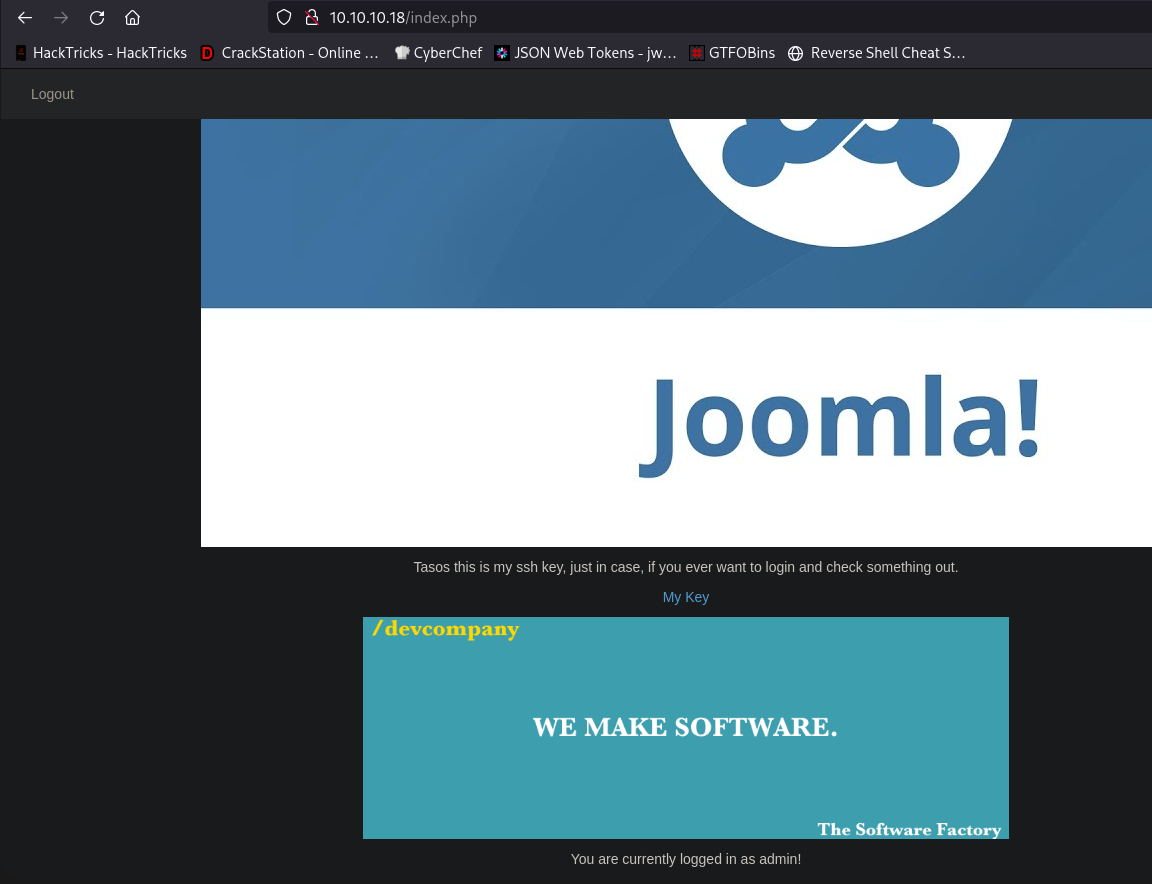 10.10.10.18/index.php
HackTricks - HackTricks CrackStation - Online … CyberChef JSON Web Tokens - jw… GTFOBins Reverse Shell Cheat S…
Logout
Joomla!
Tasos this is my ssh key, just in case, if you ever want to login and check something out.
My Key
/devcompany
WE MAKE SOFTWARE.
The Software Factory
You are currently logged in as admin!